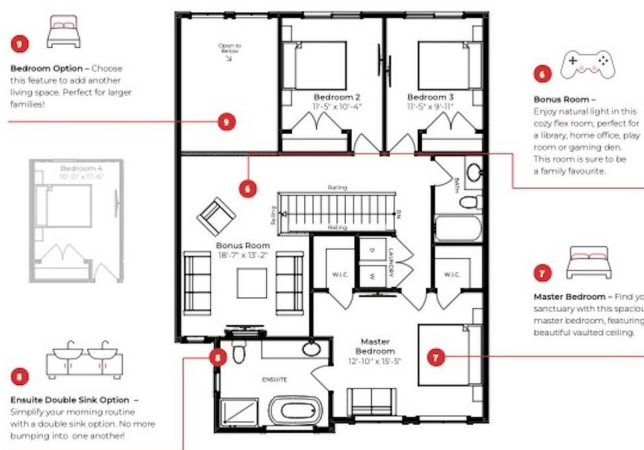 9
Bedroom Option – Choose
this feature to add another
living space. Perfect for larger
families!
Bedroom 4
10'-0" x 11'-6"
8
Ensuite Double Sink Option –
Simplify your morning routine
with a double sink option. No more
bumping into one another!
Open to
Below
9
Bedroom 2
11'-5" x 10'-4"
Bedroom 3
11'-5" x 9'-11"
6
Railing
Railing
Railing
DN
BATH
Bonus Room
18'-7" x 13'-2"
W.I.C.
D
W
LAUNDRY
W.I.C.
Master
Bedroom
12'-10" x 15'-5"
7
8
ENSUITE
6
Bonus Room –
Enjoy natural light in this
cozy flex room, perfect for
a library, home office, play
room or gaming den.
This room is sure to be
a family favourite.
7
Master Bedroom – Find yo
sanctuary with this spaciou
master bedroom, featuring
beautiful vaulted ceiling.